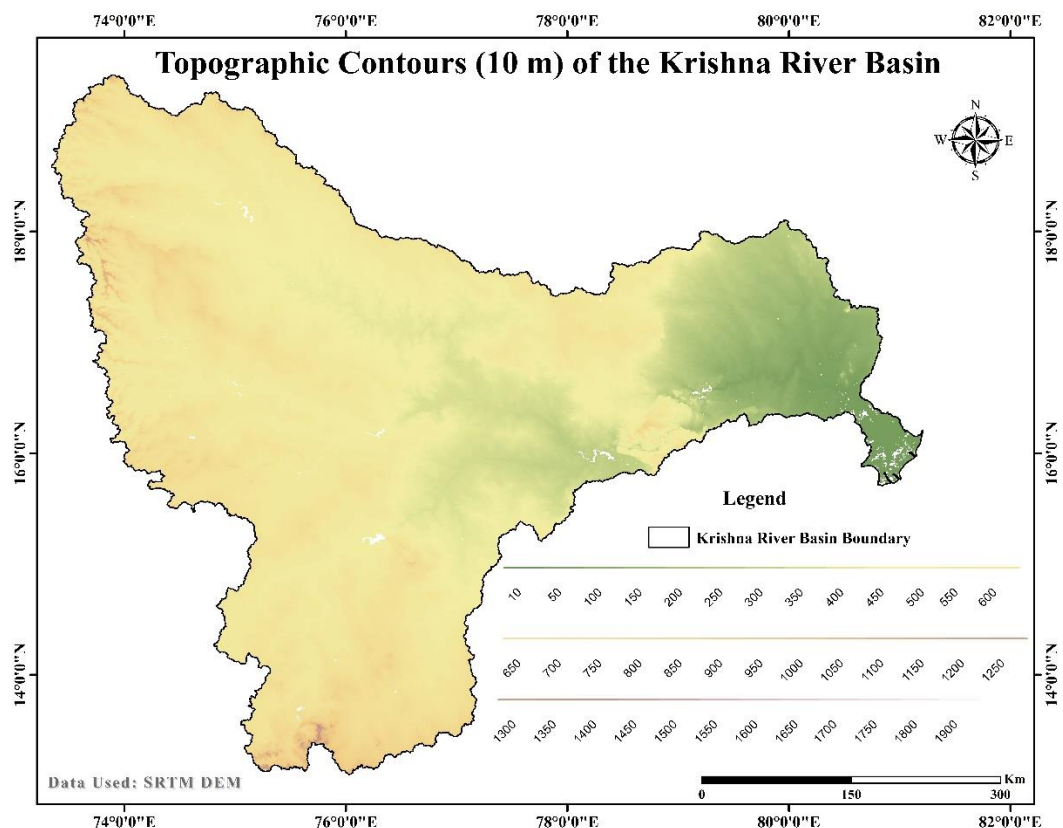 74°0'0"E 76°0'0"E 78°0'0"E 80°0'0"E 82°0'0"E
Topographic Contours (10 m) of the Krishna River Basin
N
W E
S
18°0'0"N 18°0'0"N
16°0'0"N 16°0'0"N
Legend
Krishna River Basin Boundary
10 50 100 150 200 250 300 350 400 450 500 550 600
650 700 750 800 850 900 950 1000 1050 1100 1150 1200 1250
14°0'0"N 14°0'0"N
1300 1350 1400 1450 1500 1550 1600 1650 1700 1750 1800 1900
Data Used: SRTM DEM
Km
0 150 300
74°0'0"E 76°0'0"E 78°0'0"E 80°0'0"E 82°0'0"E